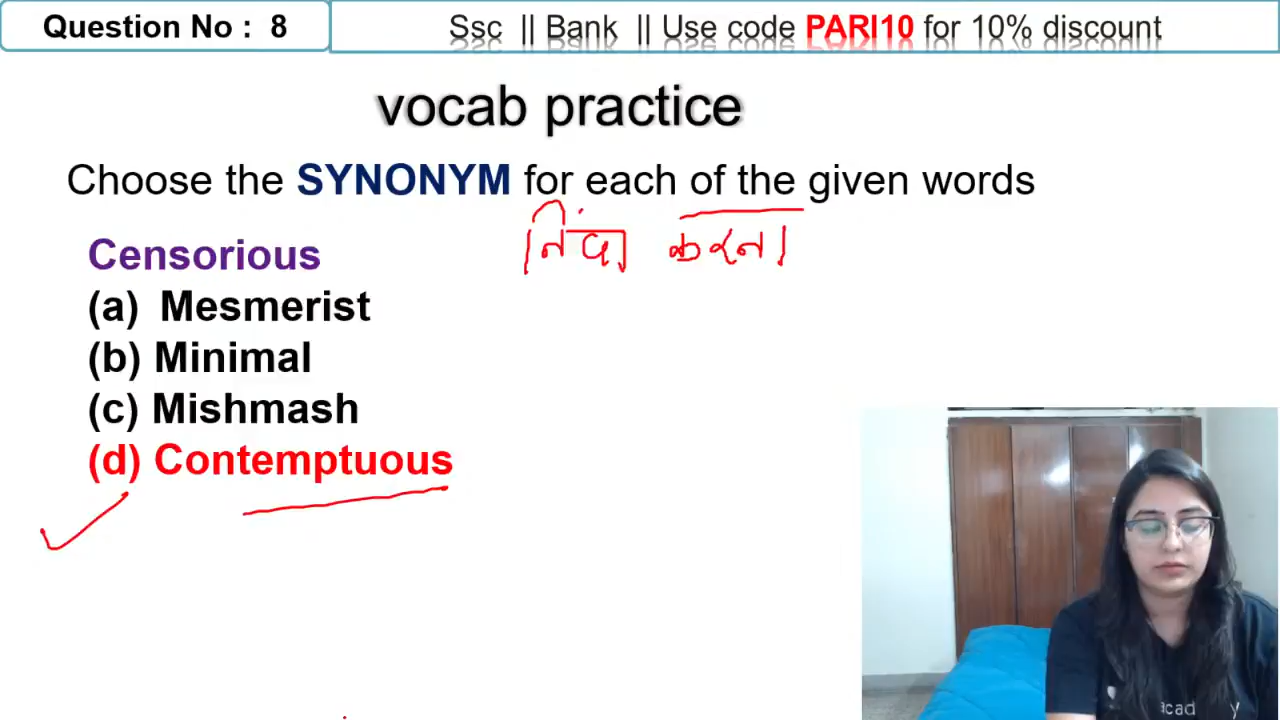 Question No : 8
Ssc || Bank || Use code PARI10 for 10% discount
vocab practice
Choose the SYNONYM for each of the given words
निंदा करना
Censorious
(a) Mesmerist
(b) Minimal
(c) Mishmash
(d) Contemptuous